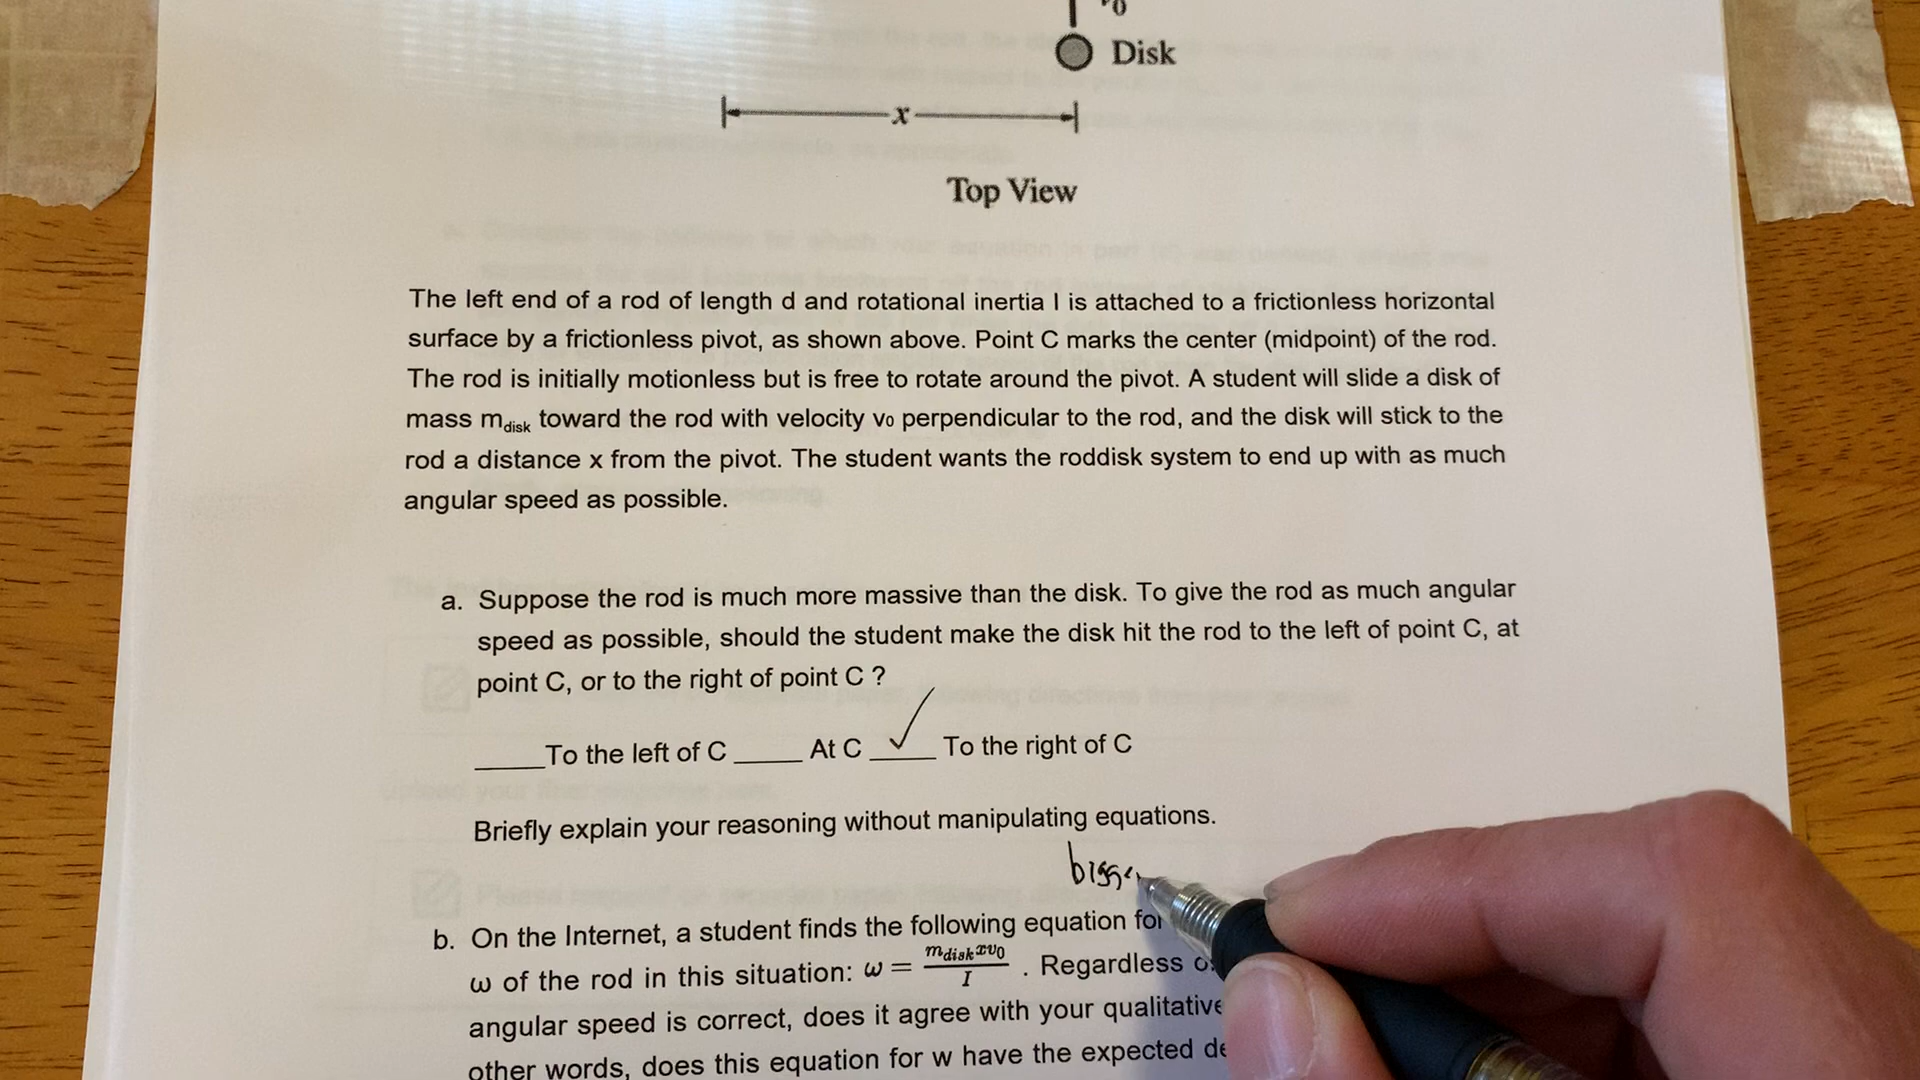 Disk
x
Top View
The left end of a rod of length d and rotational inertia I is attached to a frictionless horizontal
surface by a frictionless pivot, as shown above. Point C marks the center (midpoint) of the rod.
The rod is initially motionless but is free to rotate around the pivot. A student will slide a disk of
mass m_disk toward the rod with velocity v₀ perpendicular to the rod, and the disk will stick to the
rod a distance x from the pivot. The student wants the roddisk system to end up with as much
angular speed as possible.
a. Suppose the rod is much more massive than the disk. To give the rod as much angular
speed as possible, should the student make the disk hit the rod to the left of point C, at
point C, or to the right of point C ?
_____To the left of C _____ At C __✓__ To the right of C
Briefly explain your reasoning without manipulating equations.
bigge
b. On the Internet, a student finds the following equation for
ω of the rod in this situation: ω = m_disk x v₀ / I . Regardless
angular speed is correct, does it agree with your qualitative
other words, does this equation for w have the expected de